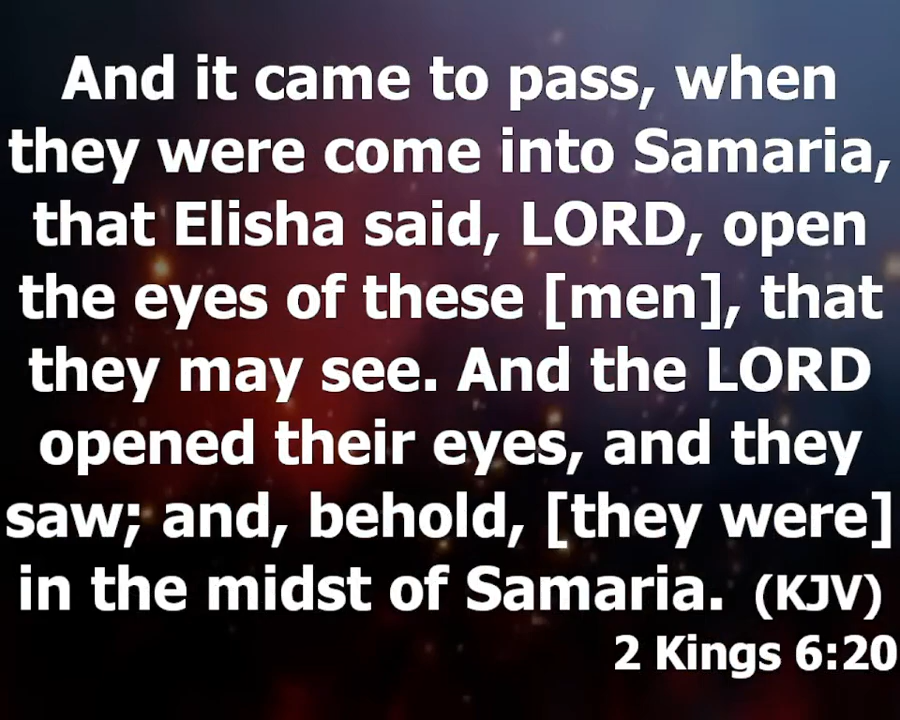 And it came to pass, when
they were come into Samaria,
that Elisha said, LORD, open
the eyes of these [men], that
they may see. And the LORD
opened their eyes, and they
saw; and, behold, [they were]
in the midst of Samaria. (KJV)
2 Kings 6:20